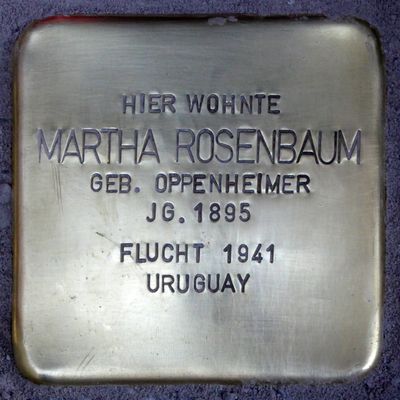 HIER WOHNTE
MARTHA ROSENBAUM
GEB. OPPENHEIMER
JG. 1895
FLUCHT 1941
URUGUAY